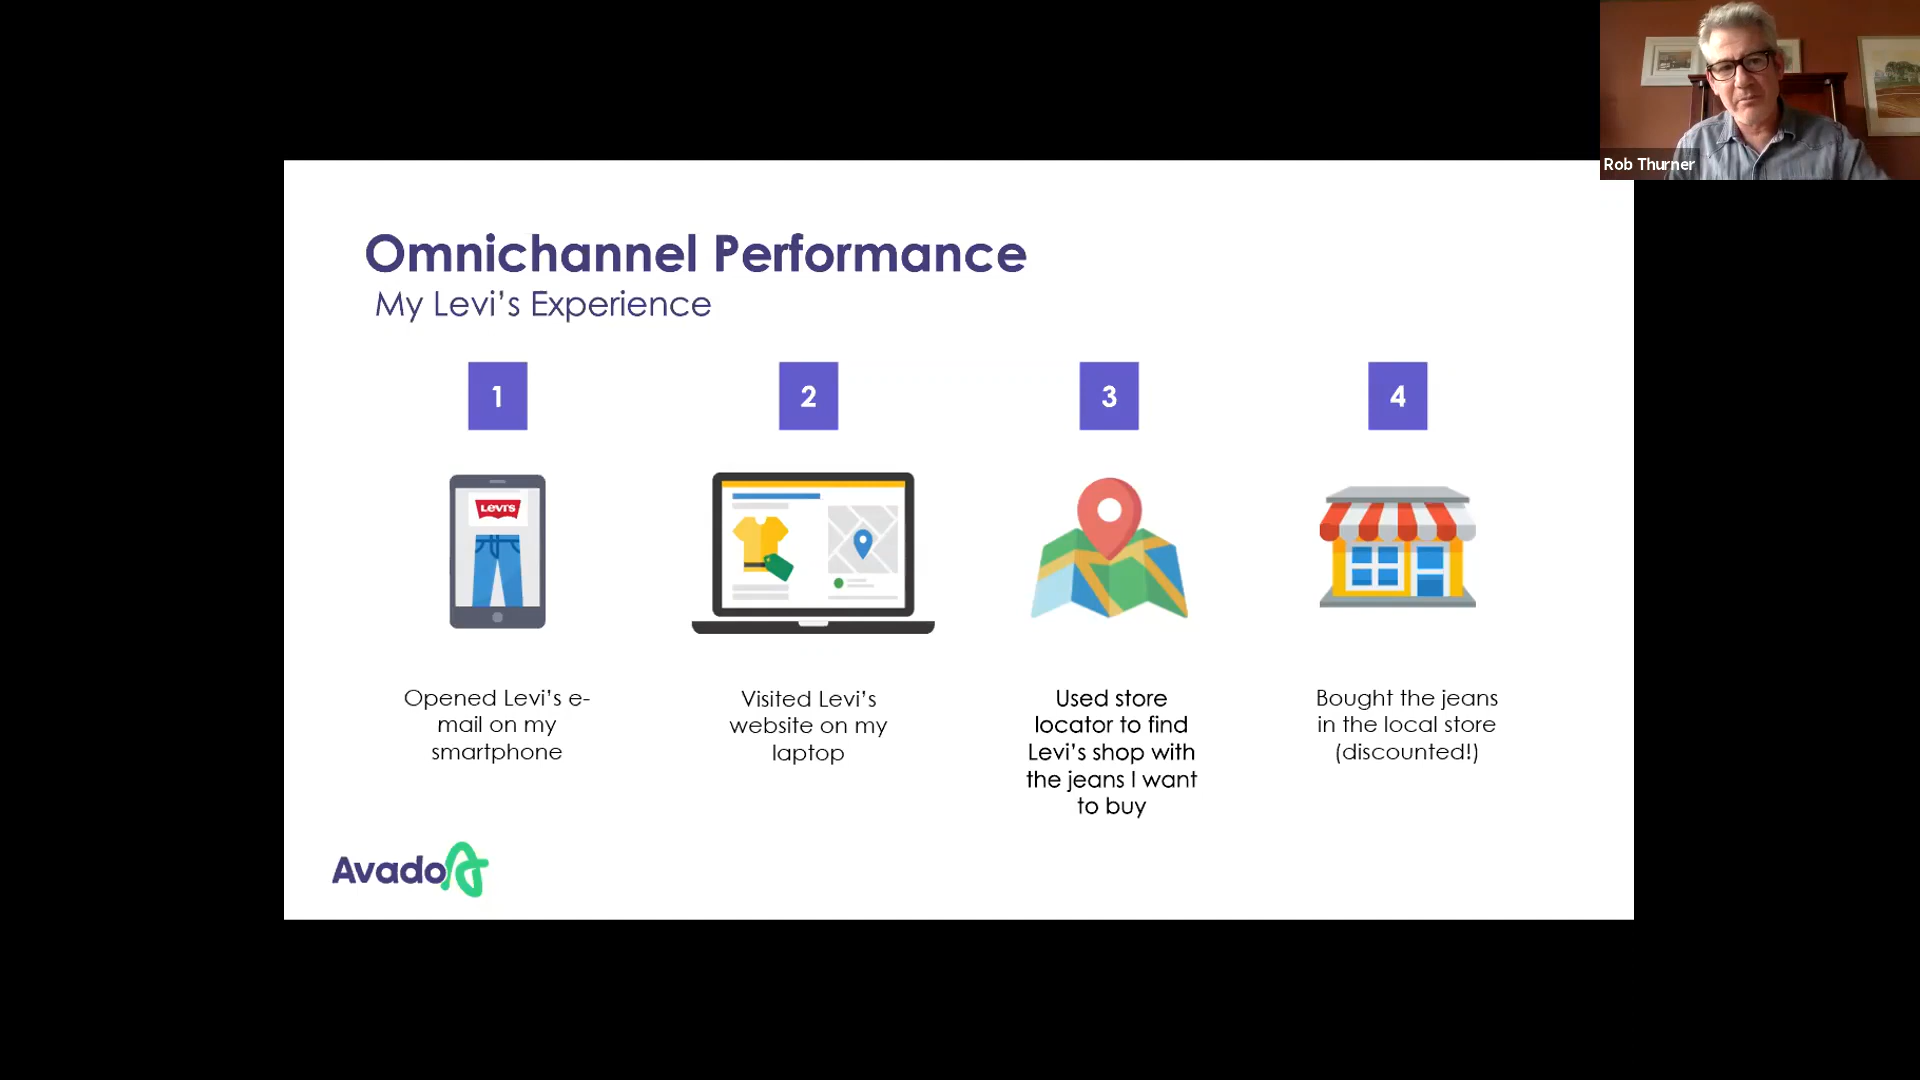 Rob Thurner
Omnichannel Performance
My Levi's Experience
1
2
3
4
Levi's
Opened Levi's e-
mail on my
smartphone
Visited Levi's
website on my
laptop
Used store
locator to find
Levi's shop with
the jeans I want
to buy
Bought the jeans
in the local store
(discounted!)
Avado